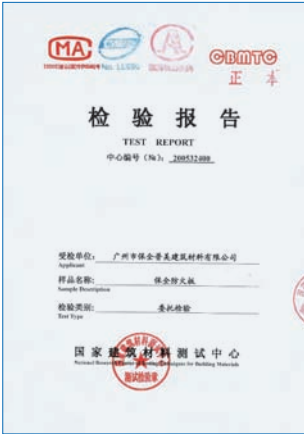 MA
CBMTC
正 本
检 验 报 告
TEST REPORT
中心编号（№）：200532400
受检单位： 广州市保全普美建筑材料有限公司
Applicant
样品名称： 保全防火板
Sample Description
检验类别： 委托检验
Test Type
国 家 建 筑 材 料 测 试 中 心